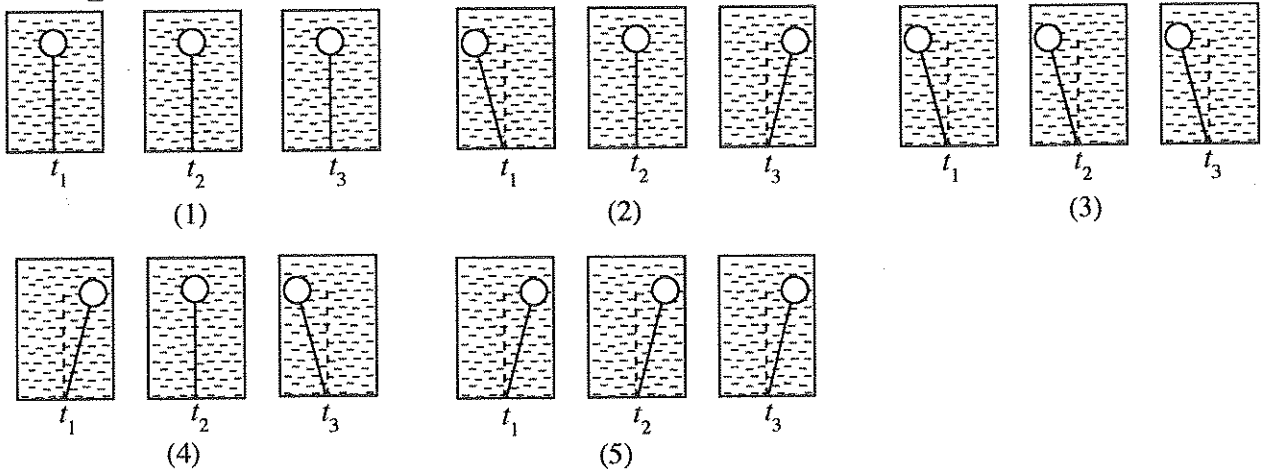 t₁ t₂ t₃ t₁ t₂ t₃ t₁ t₂ t₃
(1) (2) (3)
t₁ t₂ t₃ t₁ t₂ t₃
(4) (5)